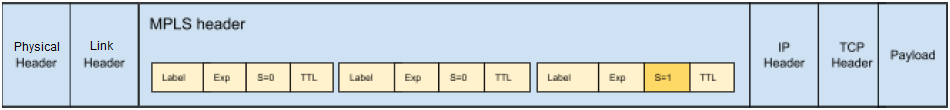 Physical
Header
Link
Header
MPLS header
Label Exp S=0 TTL
Label Exp S=0 TTL
Label Exp S=1 TTL
IP
Header
TCP
Header
Payload